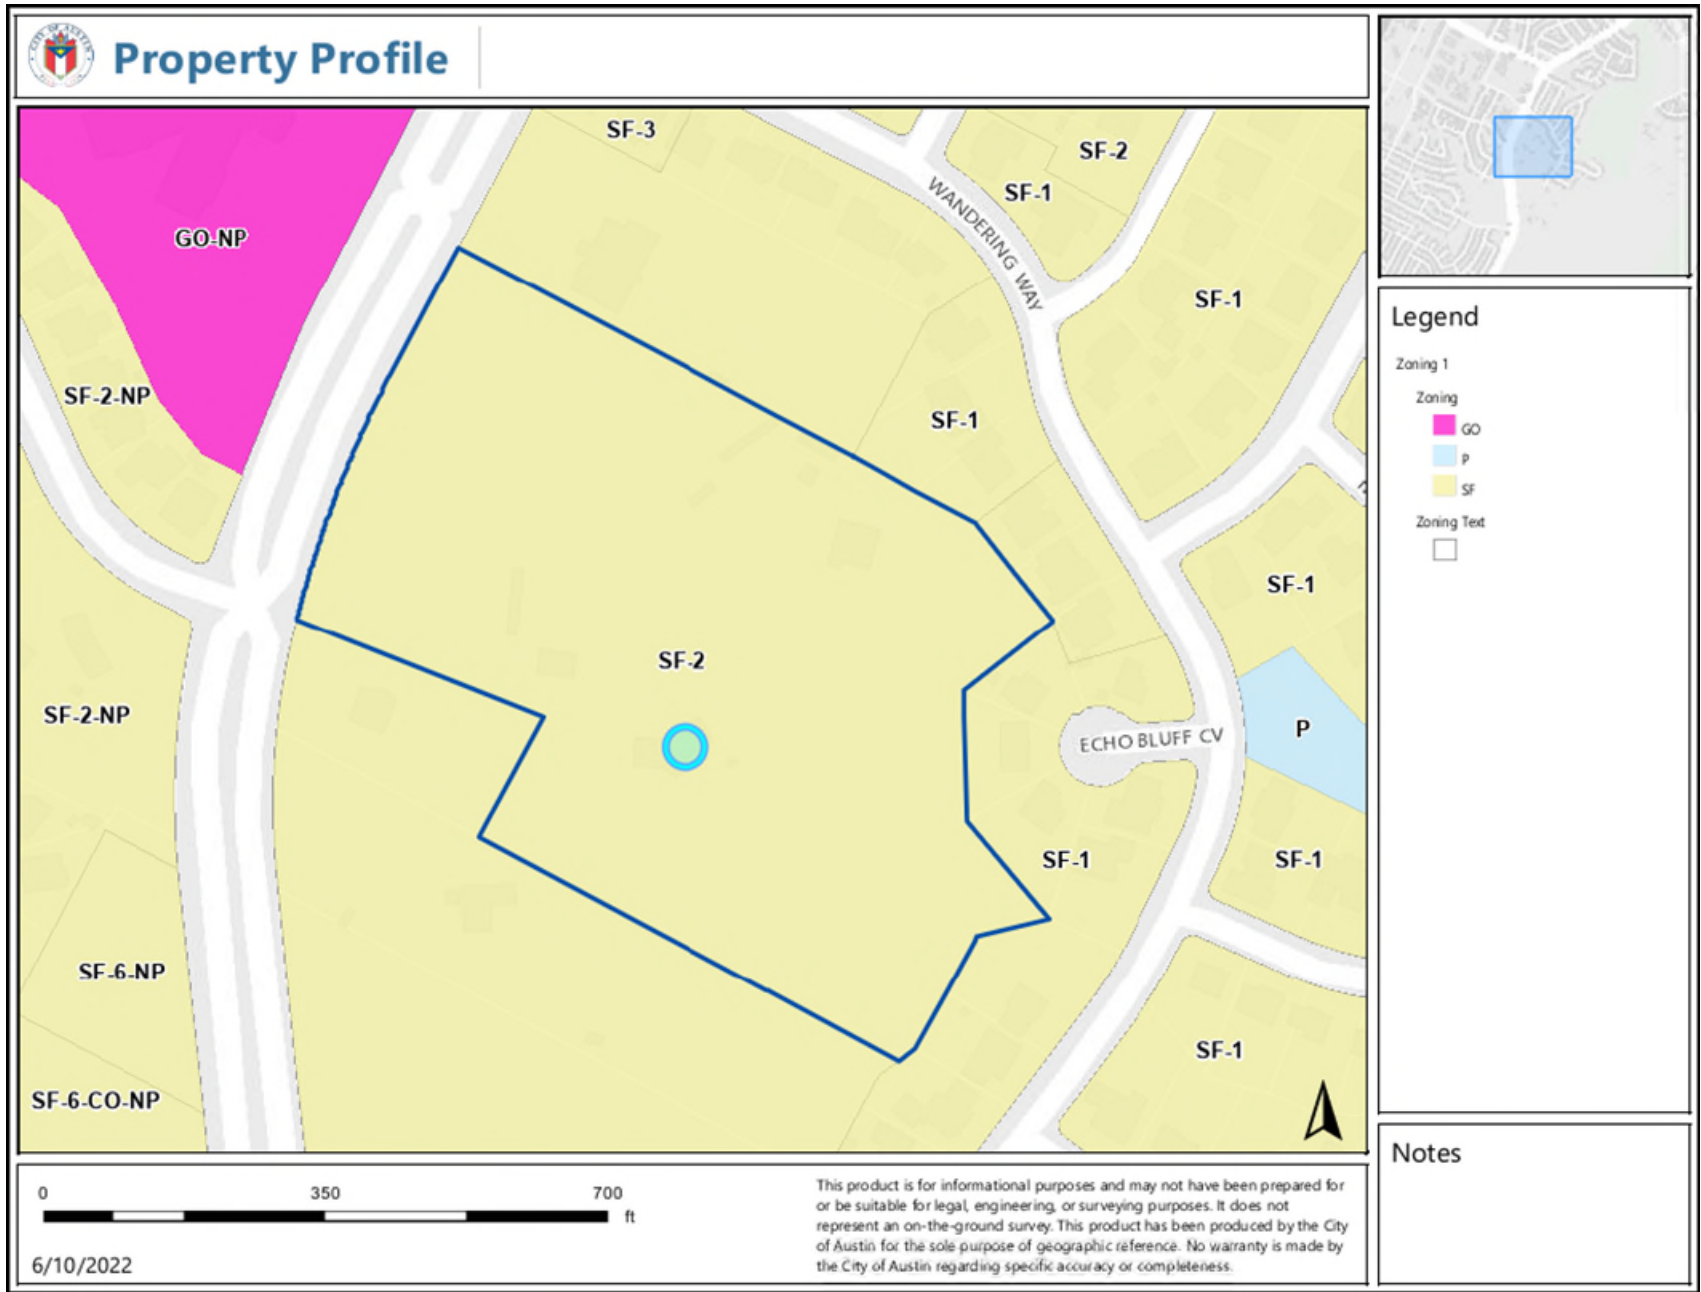 Property Profile
SF-3
SF-2
SF-1
WANDERING WAY
GO-NP
SF-1
SF-2-NP
SF-1
SF-1
SF-2
SF-2-NP
P
ECHO BLUFF CV
SF-1
SF-1
SF-6-NP
SF-1
SF-6-CO-NP
Legend
Zoning 1
Zoning
GO
P
SF
Zoning Text
Notes
0 350 700
ft
6/10/2022
This product is for informational purposes and may not have been prepared for
or be suitable for legal, engineering, or surveying purposes. It does not
represent an on-the-ground survey. This product has been produced by the City
of Austin for the sole purpose of geographic reference. No warranty is made by
the City of Austin regarding specific accuracy or completeness.